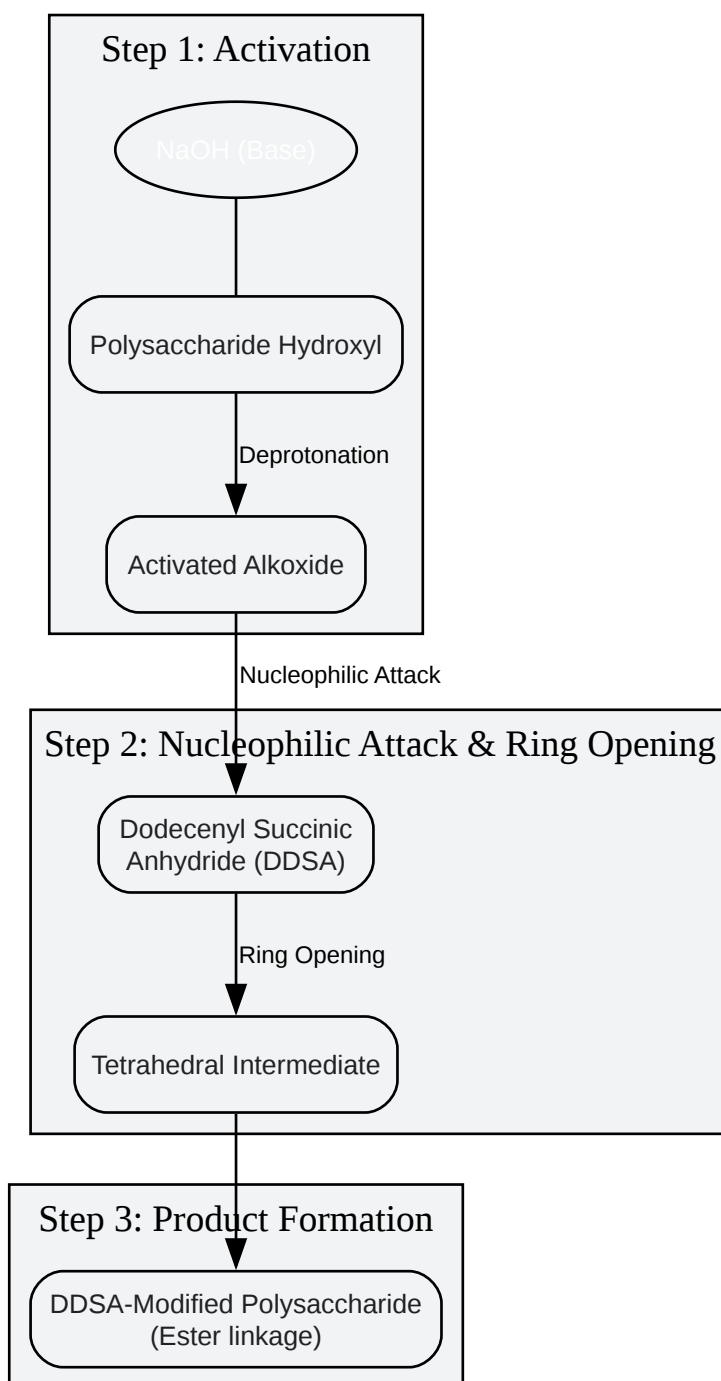 Step 1: Activation
NaOH (Base)
Polysaccharide Hydroxyl
Deprotonation
Activated Alkoxide
Nucleophilic Attack
Step 2: Nucleophilic Attack & Ring Opening
Dodecenyl Succinic
Anhydride (DDSA)
Ring Opening
Tetrahedral Intermediate
Step 3: Product Formation
DDSA-Modified Polysaccharide
(Ester linkage)